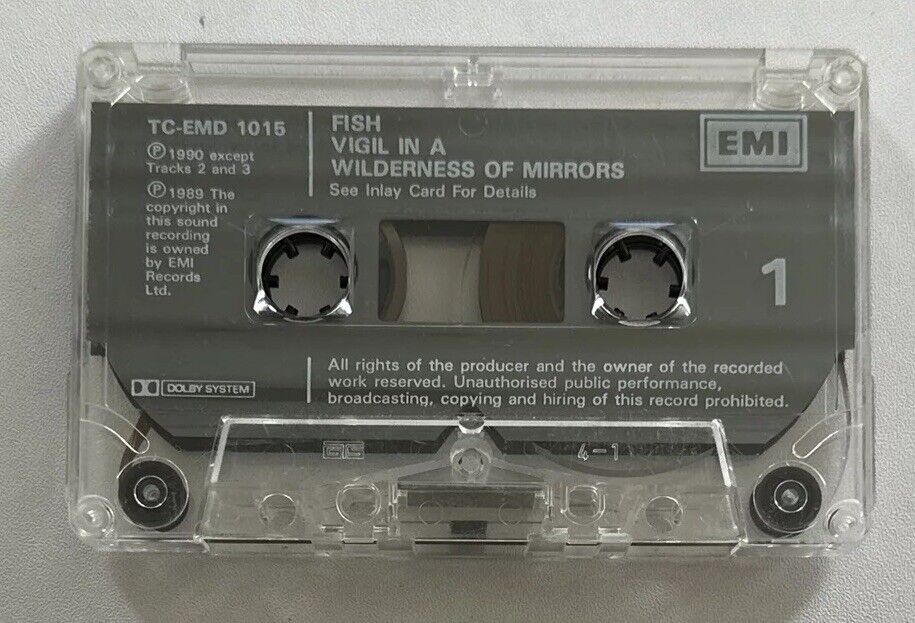 TC-EMD 1015
Ⓟ1990 except
Tracks 2 and 3
Ⓟ1989 The
copyright in
this sound
recording
is owned
by EMI
Records
Ltd.
FISH
VIGIL IN A
WILDERNESS OF MIRRORS
See Inlay Card For Details
EMI
1
DOLBY SYSTEM
All rights of the producer and the owner of the recorded
work reserved. Unauthorised public performance,
broadcasting, copying and hiring of this record prohibited.
4-1